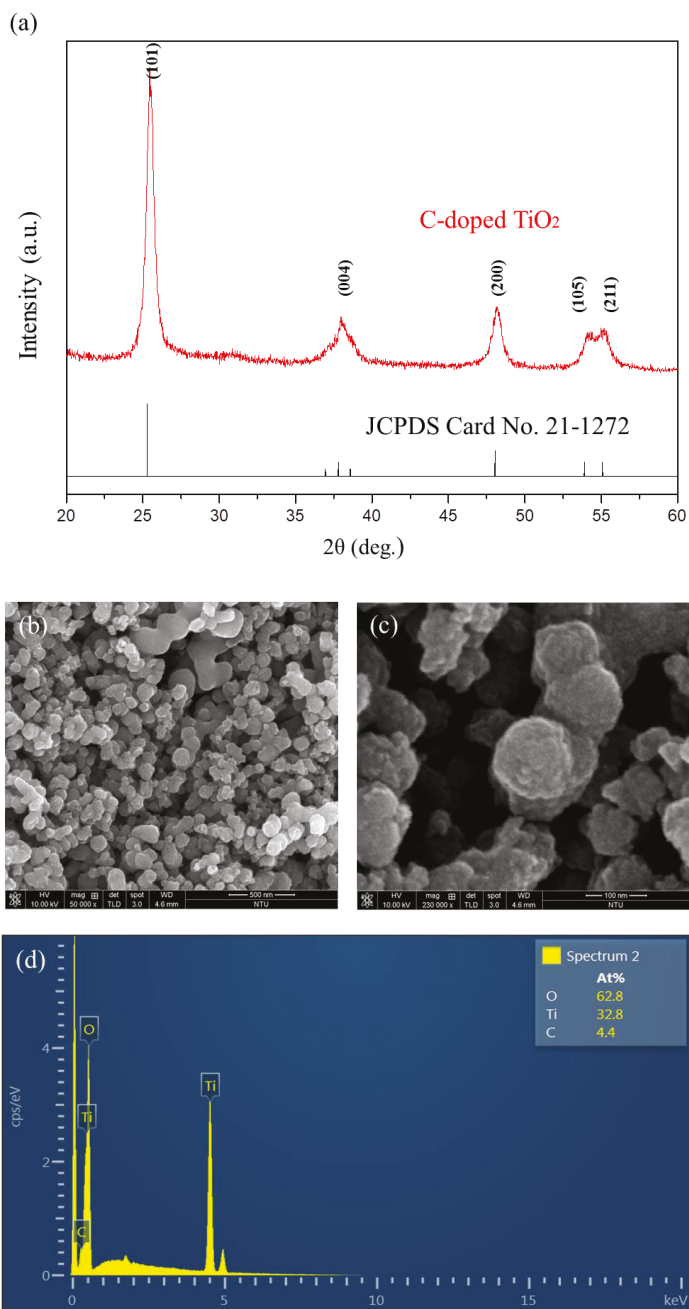 (a)
(101)
(004)
(200)
(105)
(211)
C-doped TiO₂
JCPDS Card No. 21-1272
Intensity (a.u.)
20 25 30 35 40 45 50 55 60
2θ (deg.)
(b)
HV mag det spot WD 500 nm
10.00 kV 50 000 x TLD 3.0 4.6 mm NTU
(c)
HV mag det spot WD 100 nm
10.00 kV 230 000 x TLD 3.0 4.6 mm NTU
(d)
Spectrum 2
At%
O 62.8
Ti 32.8
C 4.4
cps/eV
4
2
0
O
Ti
C
Ti
0 5 10 15 keV